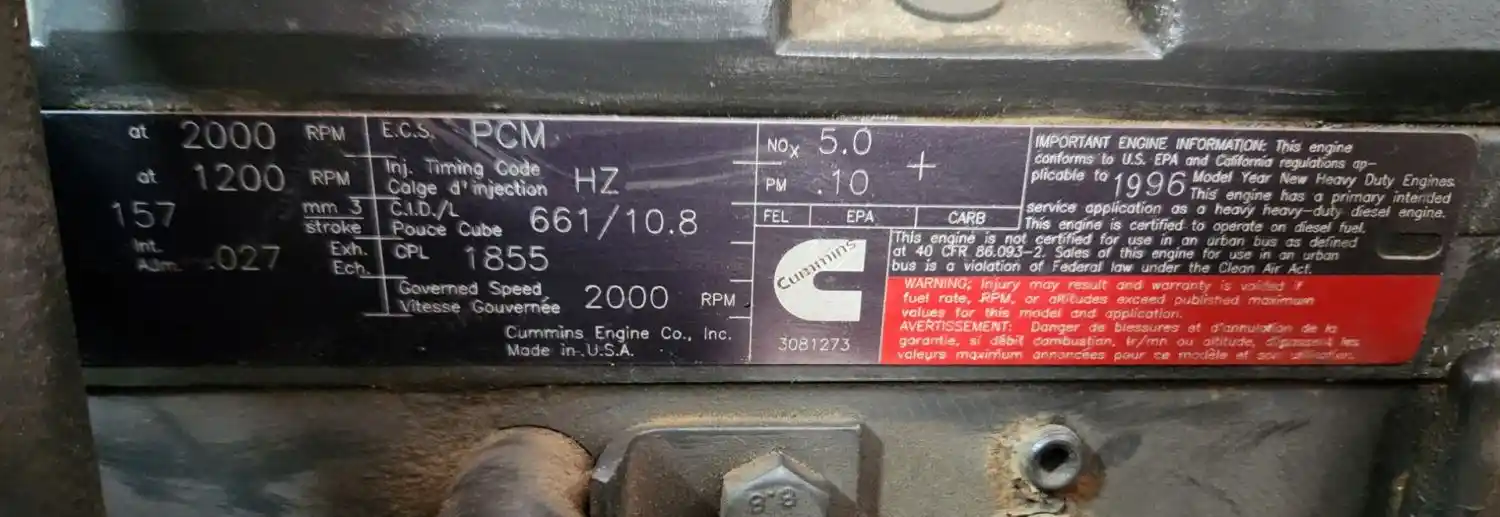 at 2000 RPM
at 1200 RPM
157 mm 3 stroke
Int. Adm. .027 Exh. Ech.
E.C.S. PCM
Inj. Timing Code
Calge d'injection HZ
C.I.D./L
Pouce Cube 661/10.8
CPL 1855
Governed Speed
Vitesse Gouvernée 2000 RPM
Cummins Engine Co., Inc.
Made in U.S.A.
NOx 5.0
PM .10 +
FEL EPA CARB
Cummins
3081273
IMPORTANT ENGINE INFORMATION: This engine
conforms to U.S. EPA and California regulations ap-
plicable to 1996 Model Year New Heavy Duty Engines.
This engine has a primary intended
service application as a heavy heavy-duty diesel engine.
This engine is certified to operate on diesel fuel.
This engine is not certified for use in an urban bus as defined
at 40 CFR 86.093-2. Sales of this engine for use in an urban
bus is a violation of Federal law under the Clean Air Act.
WARNING: Injury may result and warranty is voided if
fuel rate, RPM, or altitudes exceed published maximum
values for this model and application.
AVERTISSEMENT: Danger de blessures et d'annulation de la
garantie, si débit combustion, tr/mn ou altitude, dépassent les
valeurs maximum annoncées pour ce modèle et son utilisation.
8.8